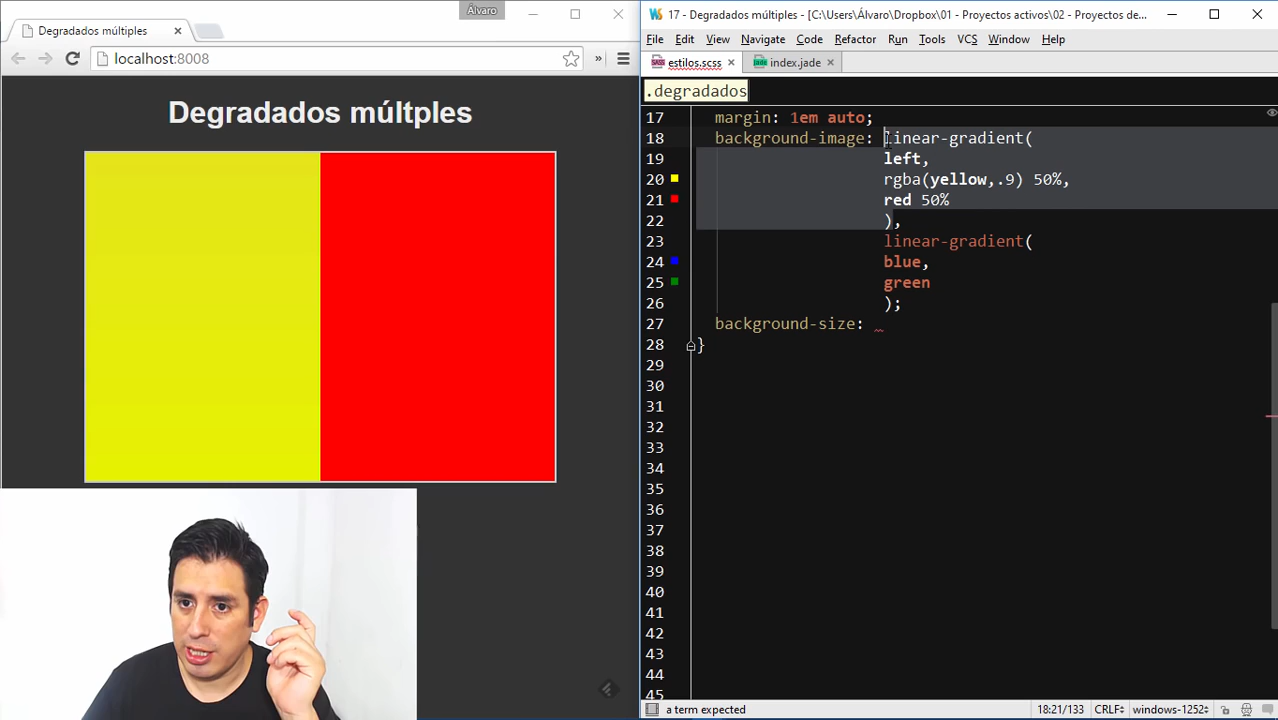 Álvaro
Degradados múltiples
localhost:8008
»
Degradados múltples
17 - Degradados múltiples - [C:\Users\Álvaro\Dropbox\01 - Proyectos activos\02 - Proyectos de...
File Edit View Navigate Code Refactor Run Tools VCS Window Help
estilos.scss index.jade
.degradados
17 margin: 1em auto;
18 background-image: linear-gradient(
19 left,
20 rgba(yellow,.9) 50%,
21 red 50%
22 ),
23 linear-gradient(
24 blue,
25 green
26 );
27 background-size:
28 }
29
30
31
32
33
34
35
36
37
38
39
40
41
42
43
44
45
a term expected 18:21/133 CRLF÷ windows-1252÷